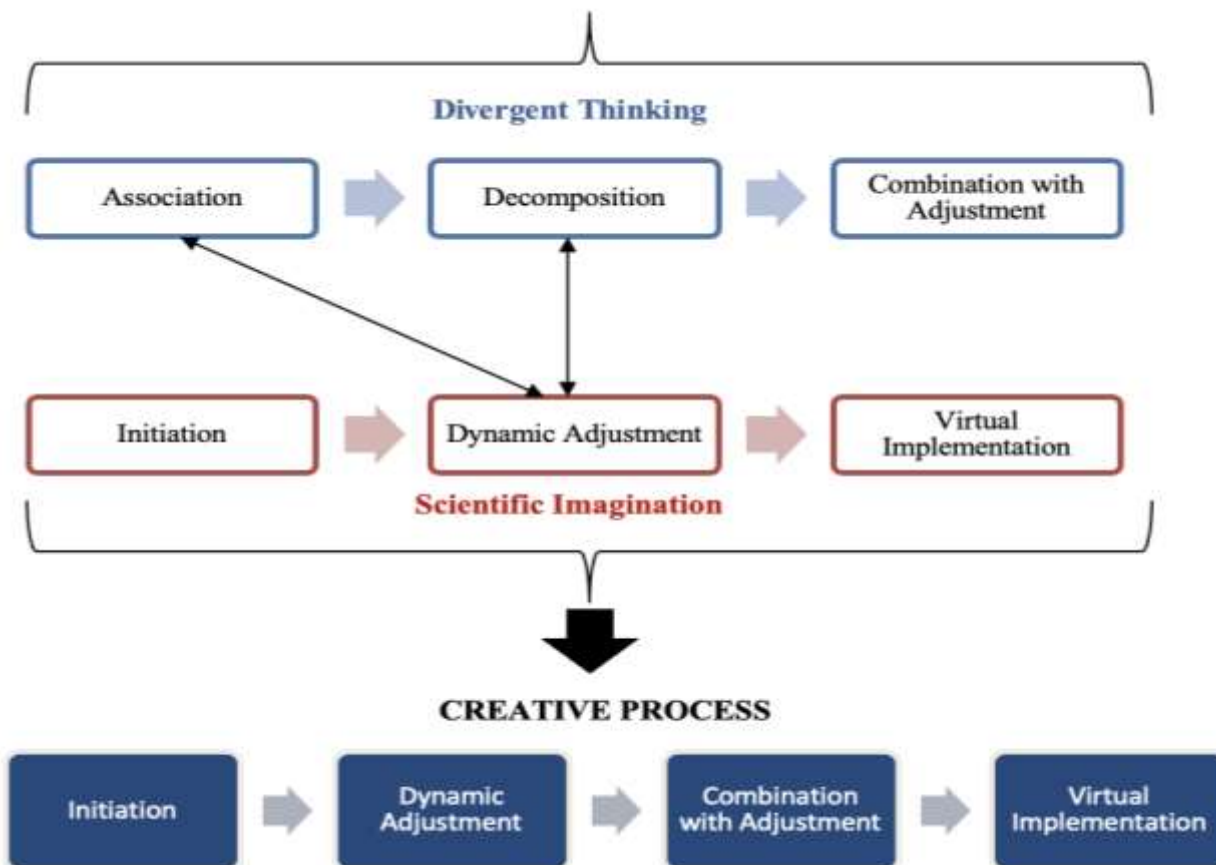 Divergent Thinking
Association
Decomposition
Combination with
Adjustment
Initiation
Dynamic Adjustment
Virtual
Implementation
Scientific Imagination
CREATIVE PROCESS
Initiation
Dynamic
Adjustment
Combination
with Adjustment
Virtual
Implementation